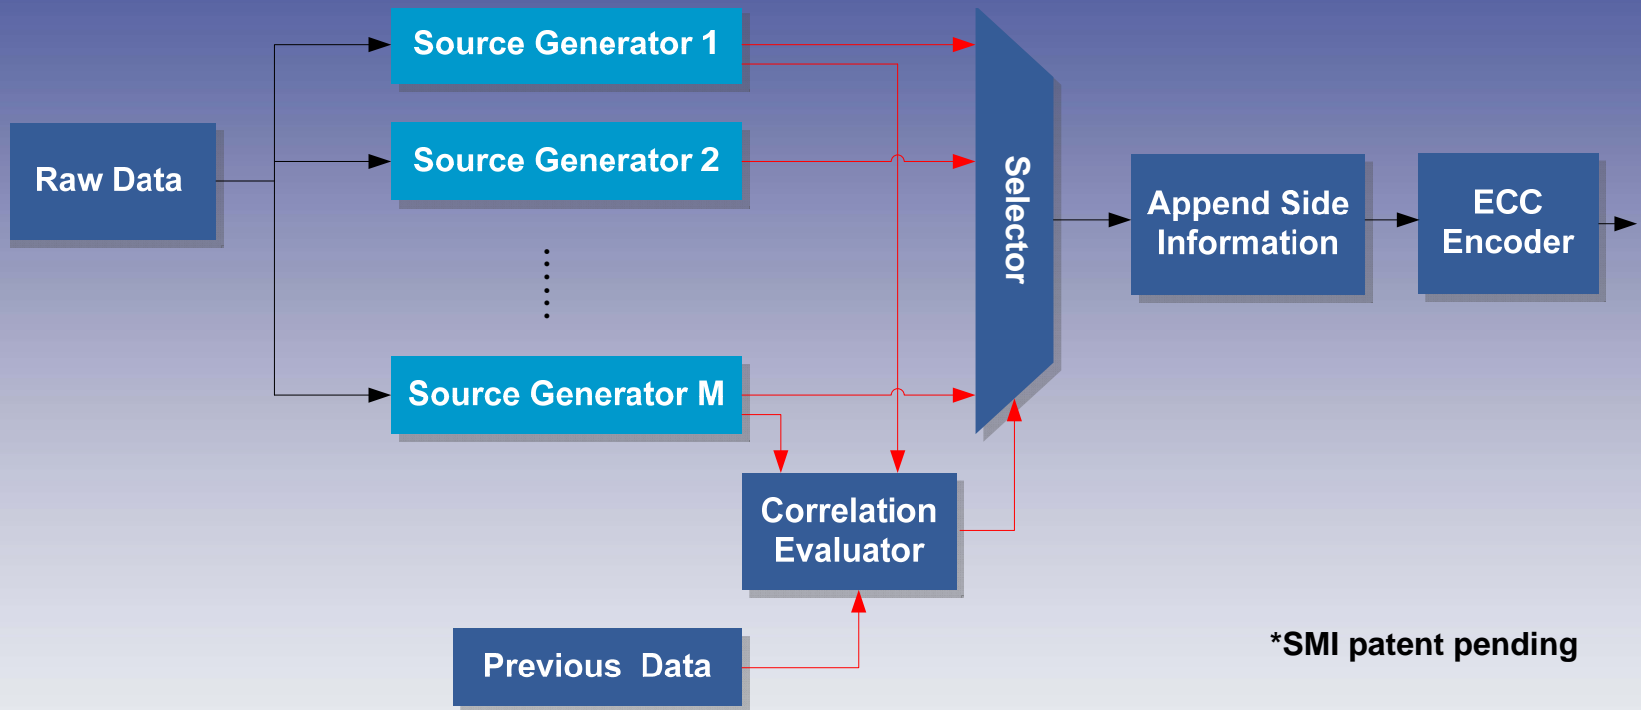 Source Generator 1
Source Generator 2
Raw Data
Source Generator M
Selector
Append Side
Information
ECC
Encoder
Correlation
Evaluator
Previous Data
*SMI patent pending